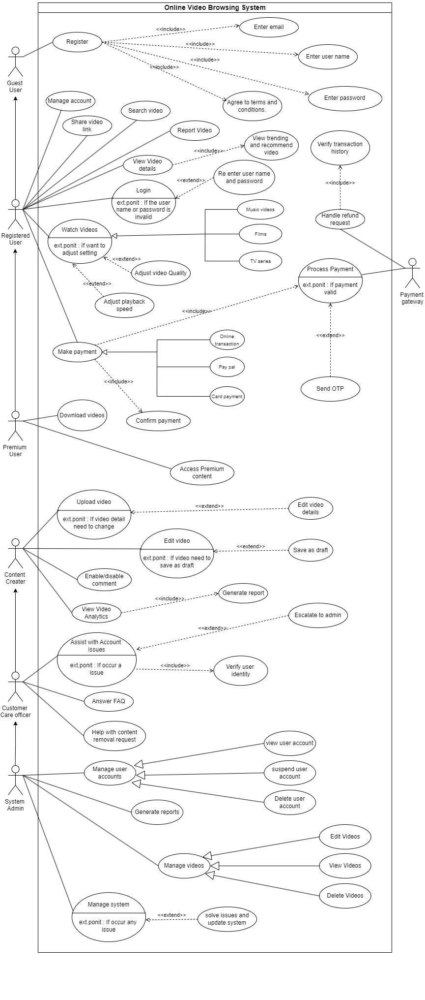 Online Video Browsing System
<<include>>
Enter email
Register
<<include>>
Enter user name
<<include>>
<<include>>
Guest
User
Enter password
Manage account
Agree to terms and
conditions.
Search video
Share video
link
Report Video
View trending
and recommend
video
Verify transaction
history
<<include>>
View Video
details
Re enter user name
and password
<<extend>>
<<include>>
Login
ext.ponit : If the user
name or password is
invalid
Music videos
Handle refund
request
Registered
User
Watch Videos
ext.ponit : If want to
adjust setting
Films
<<extend>>
TV series
Adjust video Quality
Process Payment
ext.ponit : If payment
valid
Payment
gateway
<<extend>>
Adjust playback
speed
<<include>>
<<extend>>
Online
transaction
Make payment
Pay pal
<<include>>
Send OTP
Card payment
Download videos
Confirm payment
Premium
User
Access Premium
content
Upload video
ext.ponit : If video detail
need to change
<<extend>>
Edit video
details
Edit video
ext.ponit : If video need to
save as draft
<<extend>>
Save as draft
Content
Creater
Enable/disable
comment
<<include>>
Generate report
View Video
Analytics
Escalate to admin
<<extend>>
Assist with Account
Issues
ext.ponit : If occur a
issue
<<include>>
Verify user
identity
Answer FAQ
Customer
Care officer
Help with content
removal request
view user account
Manage user
accounts
suspend user
account
System
Admin
Delete user
account
Generate reports
Edit Videos
Manage videos
View Videos
Delete Videos
Manage system
ext.ponit : If occur any
issue
<<extend>>
solve issues and
update system